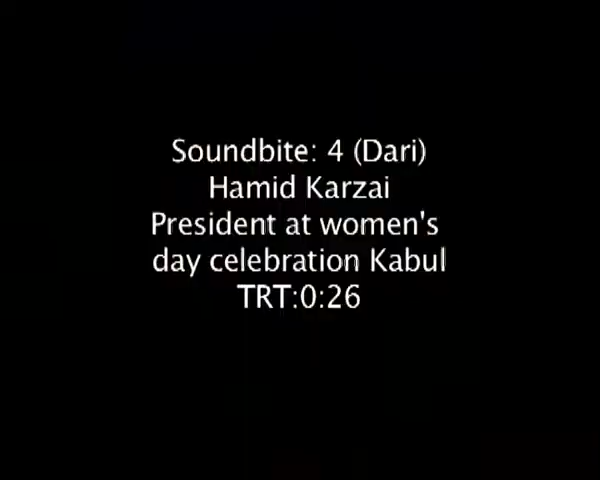 Soundbite: 4 (Dari)
Hamid Karzai
President at women's
day celebration Kabul
TRT:0:26